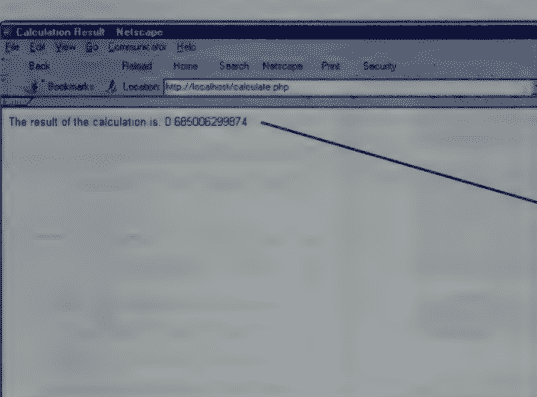 Calculation Result Netscape
File Edit View Go Communicator Help
Back Reload Home Search Netscape Print Security
Bookmarks Location: http://localhost/calculate.php
The result of the calculation is: 0.685006299874